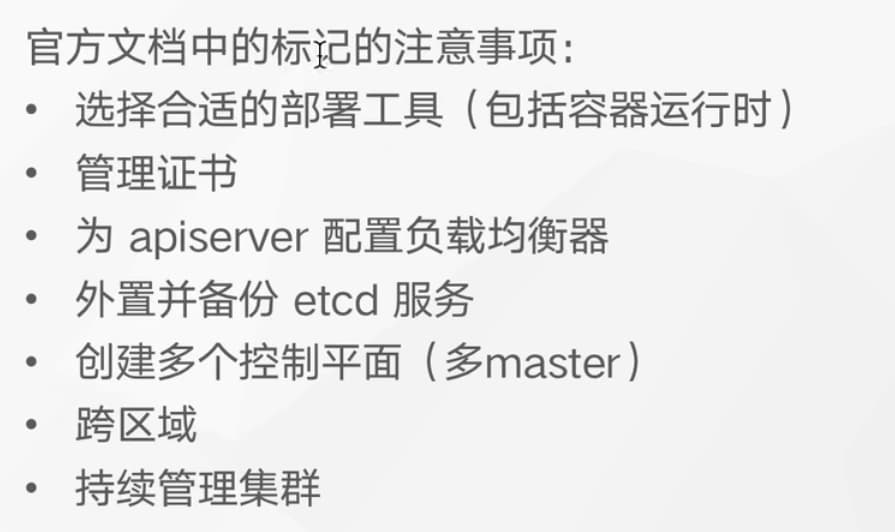 官方文档中的标记的注意事项：
• 选择合适的部署工具（包括容器运行时）
• 管理证书
• 为 apiserver 配置负载均衡器
• 外置并备份 etcd 服务
• 创建多个控制平面（多master）
• 跨区域
• 持续管理集群